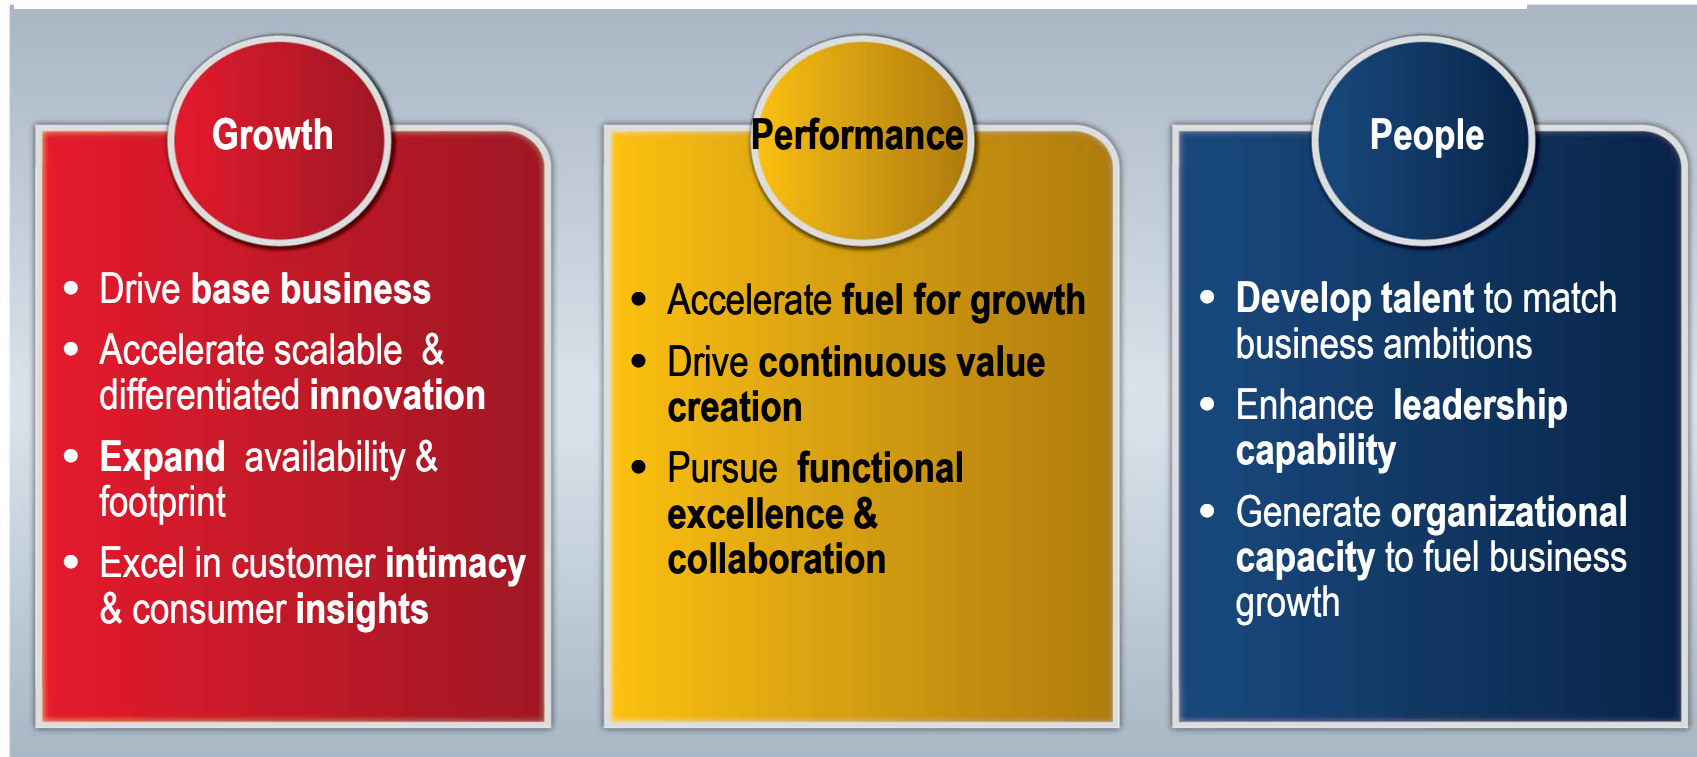 Growth
• Drive base business
• Accelerate scalable &
differentiated innovation
• Expand availability &
footprint
• Excel in customer intimacy
& consumer insights
Performance
• Accelerate fuel for growth
• Drive continuous value
creation
• Pursue functional
excellence &
collaboration
People
• Develop talent to match
business ambitions
• Enhance leadership
capability
• Generate organizational
capacity to fuel business
growth